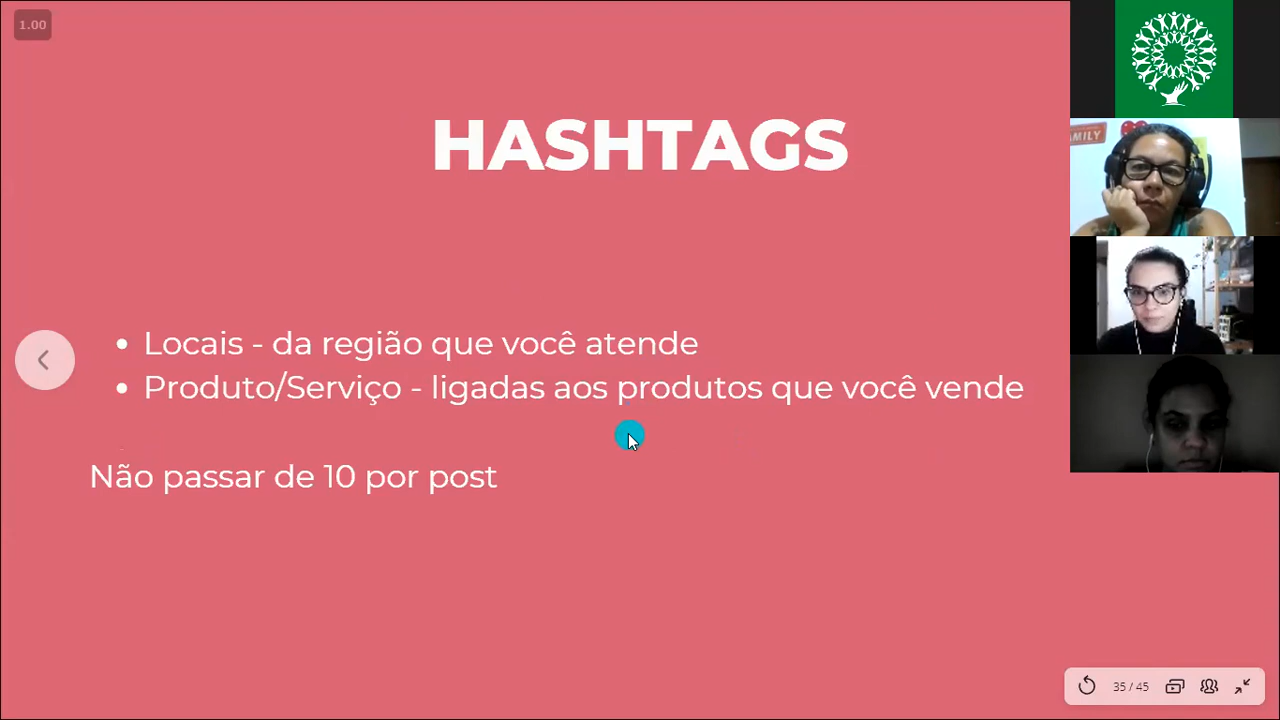 1.00
HASHTAGS
FAMILY
• Locais - da região que você atende
• Produto/Serviço - ligadas aos produtos que você vende
Não passar de 10 por post
35 / 45